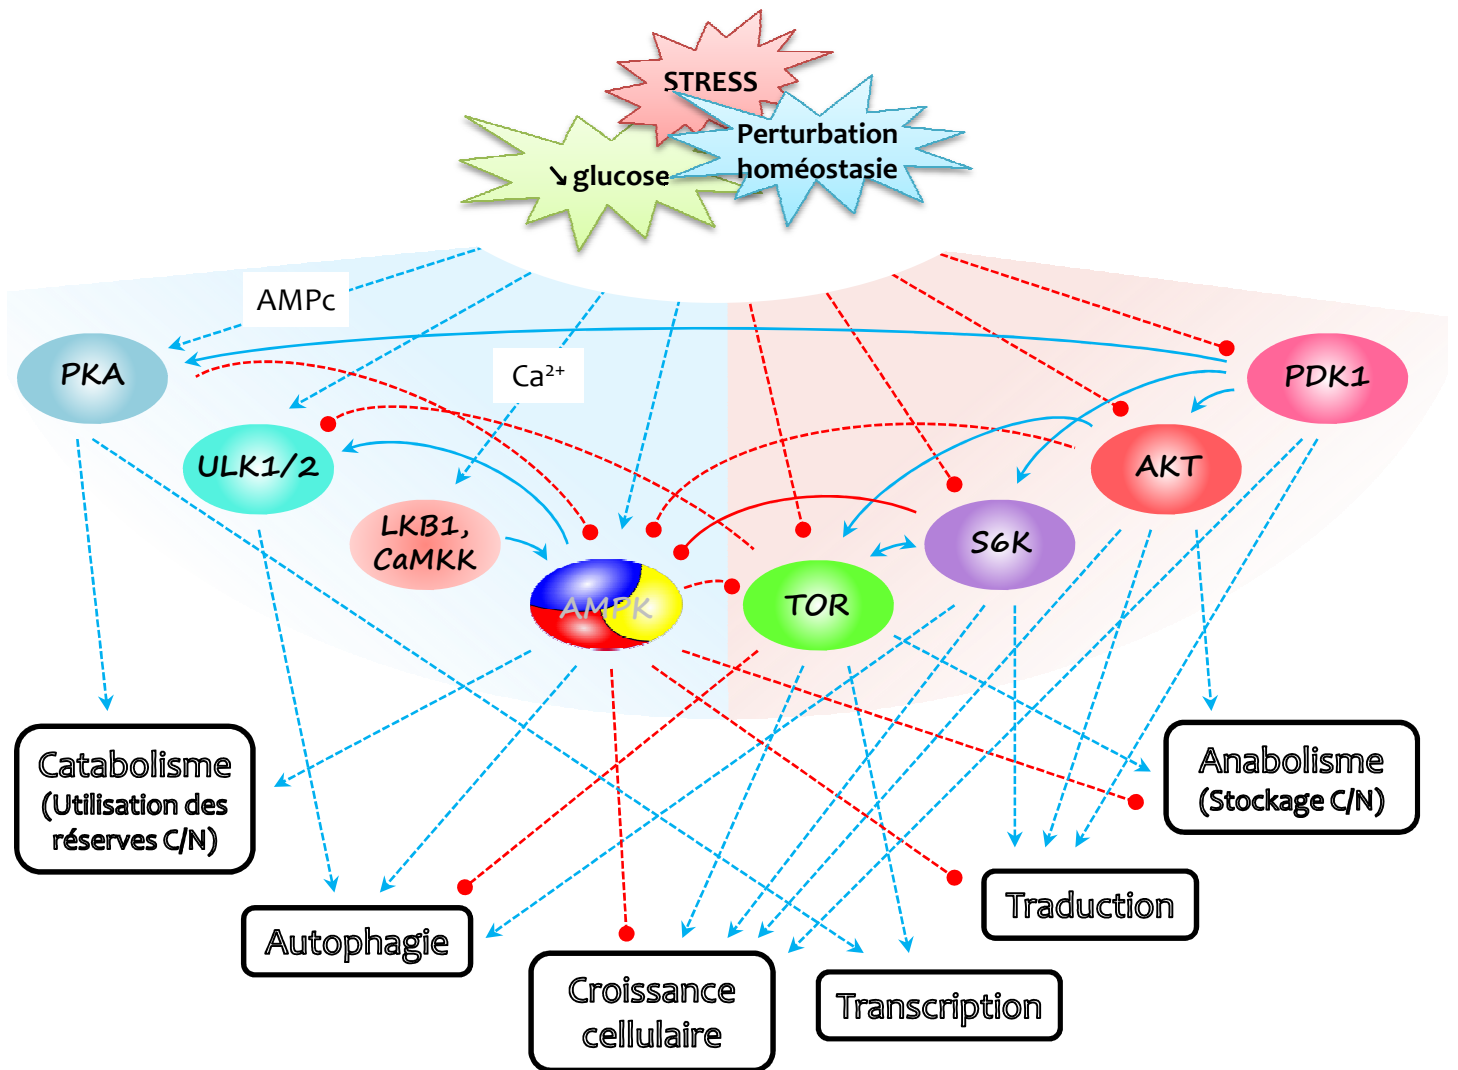 STRESS
Perturbation
homéostasie
↘ glucose
AMPc
PKA
PDK1
Ca²⁺
ULK1/2
AKT
LKB1,
CaMKK
S6K
AMPK
TOR
Catabolisme
(Utilisation des
réserves C/N)
Anabolisme
(Stockage C/N)
Traduction
Autophagie
Croissance
cellulaire
Transcription